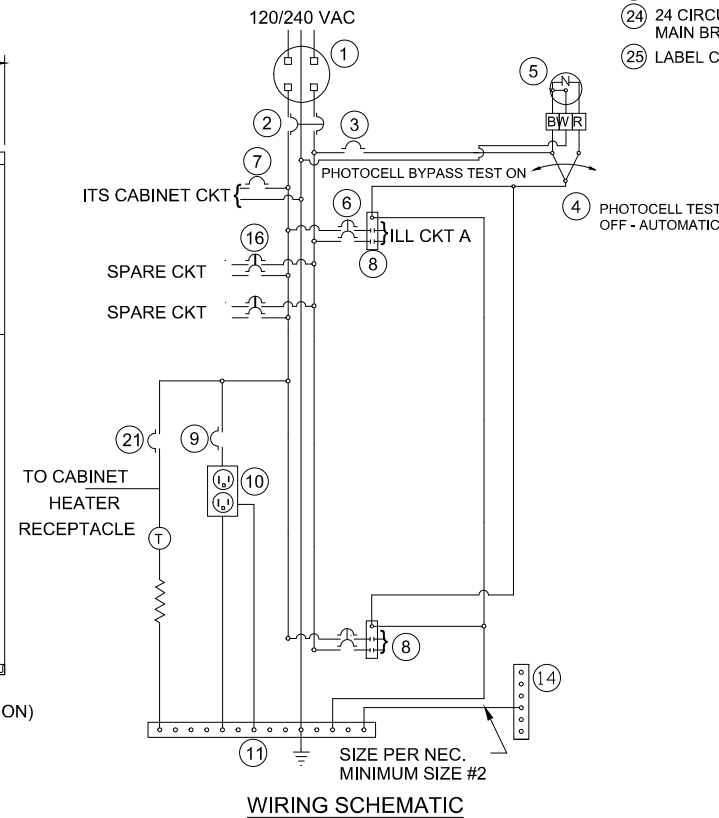 120/240 VAC
1
24 24 CIRCU
MAIN BR
25 LABEL C
5
N
2
3
BWR
7
PHOTOCELL BYPASS TEST ON
ITS CABINET CKT
6
4
PHOTOCELL TEST
OFF - AUTOMATIC
16
ILL CKT A
SPARE CKT
8
SPARE CKT
21
9
TO CABINET
HEATER
RECEPTACLE
10
T
8
14
ON)
11
SIZE PER NEC.
MINIMUM SIZE #2
WIRING SCHEMATIC